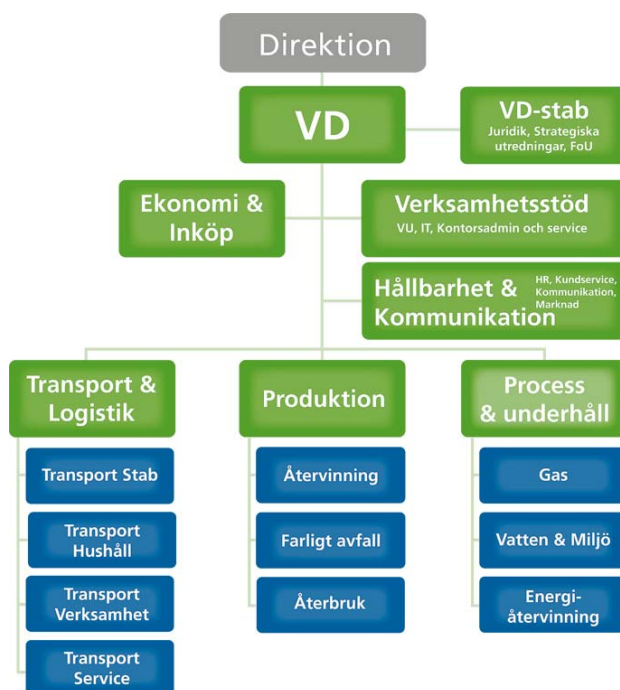 Direktion
VD
VD-stab
Juridik, Strategiska
utredningar, FoU
Ekonomi &
Inköp
Verksamhetsstöd
VU, IT, Kontorsadmin och service
Hållbarhet &
Kommunikation
HR, Kundservice,
Kommunikation,
Marknad
Transport &
Logistik
Transport Stab
Transport
Hushåll
Transport
Verksamhet
Transport
Service
Produktion
Återvinning
Farligt avfall
Återbruk
Process
& underhåll
Gas
Vatten & Miljö
Energi-
återvinning